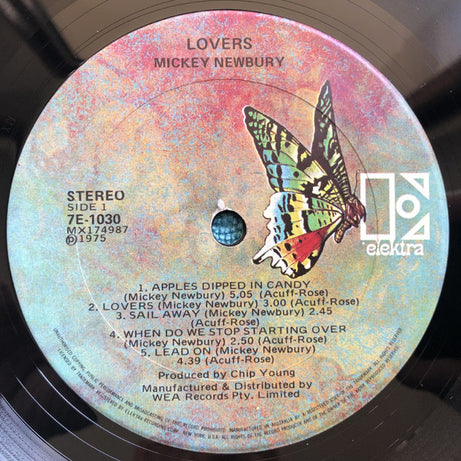 LOVERS
MICKEY NEWBURY
STEREO
SIDE 1
7E-1030
MX174987
Ⓟ1975
elektra
1. APPLES DIPPED IN CANDY
(Mickey Newbury) 5.05 (Acuff-Rose)
2. LOVERS (Mickey Newbury) 3.00 (Acuff-Rose)
3. SAIL AWAY (Mickey Newbury) 2.45
(Acuff-Rose)
4. WHEN DO WE STOP STARTING OVER
(Mickey Newbury) 2.50 (Acuff-Rose)
5. LEAD ON (Mickey Newbury)
4.39 (Acuff-Rose)
Produced by Chip Young
Manufactured & Distributed by
WEA Records Pty. Limited